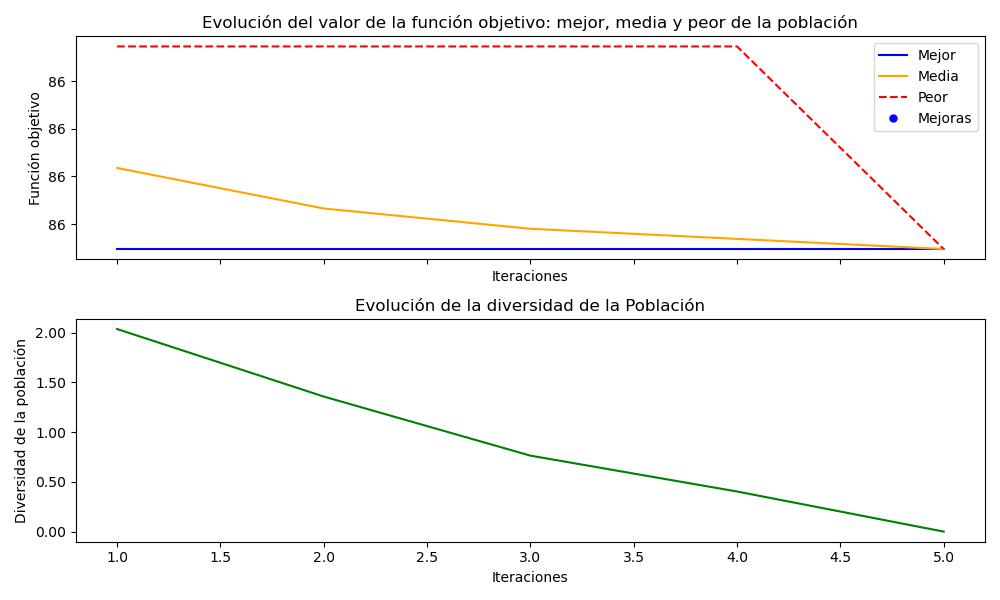 Evolución del valor de la función objetivo: mejor, media y peor de la población
Función objetivo
86
86
86
86
Mejor
Media
Peor
Mejoras
Iteraciones
Evolución de la diversidad de la Población
Diversidad de la población
2.00
1.50
1.00
0.50
0.00
1.0 1.5 2.0 2.5 3.0 3.5 4.0 4.5 5.0
Iteraciones